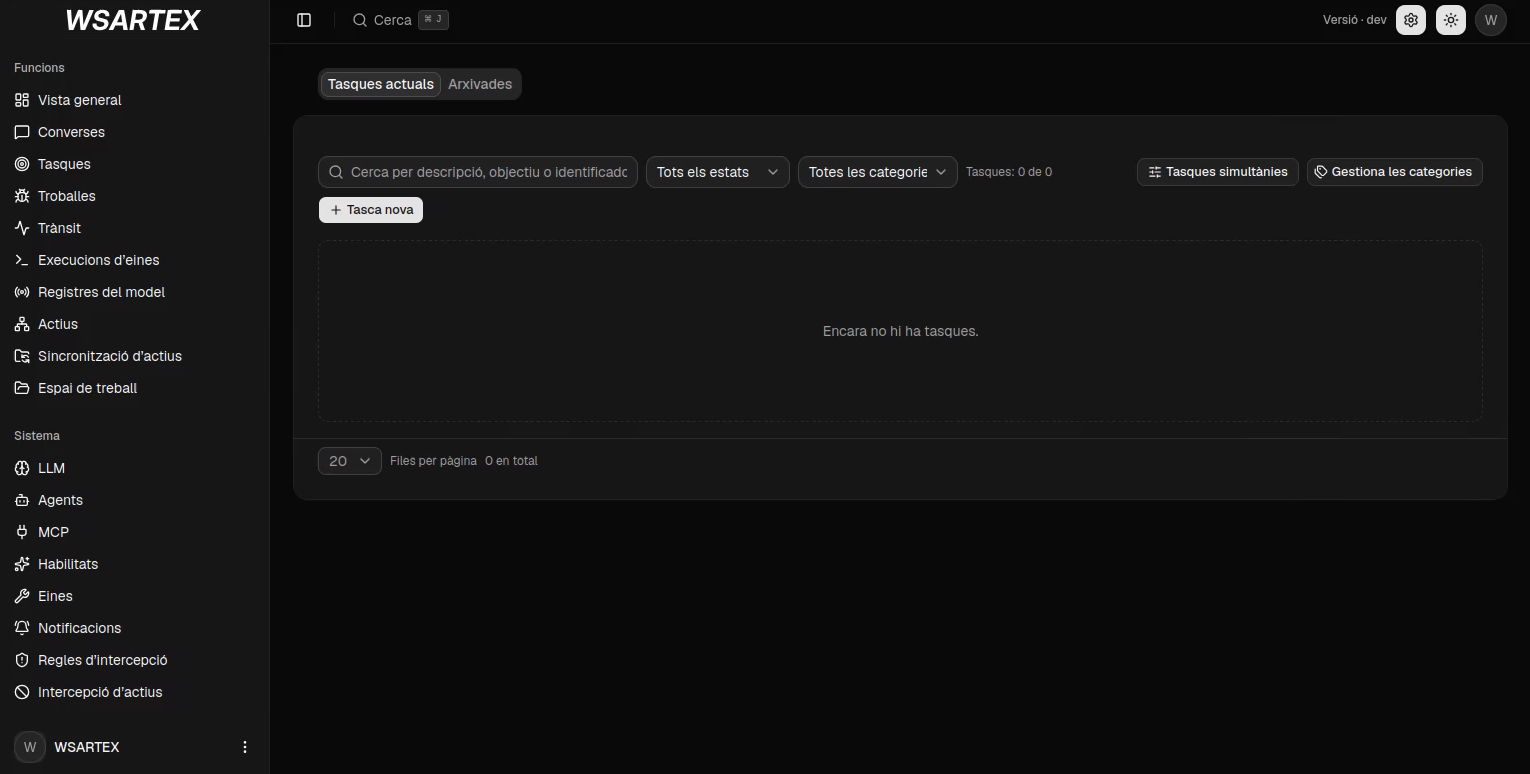 WSARTEX
Cerca ⌘ J
Versió · dev
W
Funcions
Vista general
Converses
Tasques
Troballes
Trànsit
Execucions d'eines
Registres del model
Actius
Sincronització d'actius
Espai de treball
Sistema
LLM
Agents
MCP
Habilitats
Eines
Notificacions
Regles d'intercepció
Intercepció d'actius
W WSARTEX
Tasques actuals Arxivades
Cerca per descripció, objectiu o identificado Tots els estats Totes les categorie Tasques: 0 de 0 Tasques simultànies Gestiona les categories
Tasca nova
Encara no hi ha tasques.
20 Files per pàgina 0 en total